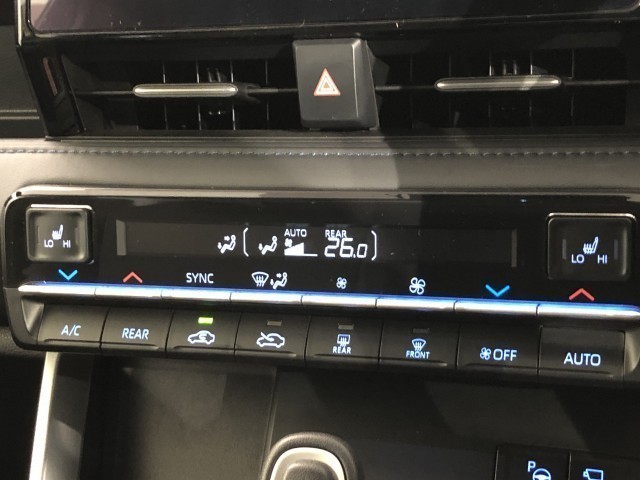 AUTO REAR
26.0
LO HI
LO HI
SYNC
A/C REAR REAR FRONT OFF AUTO
P